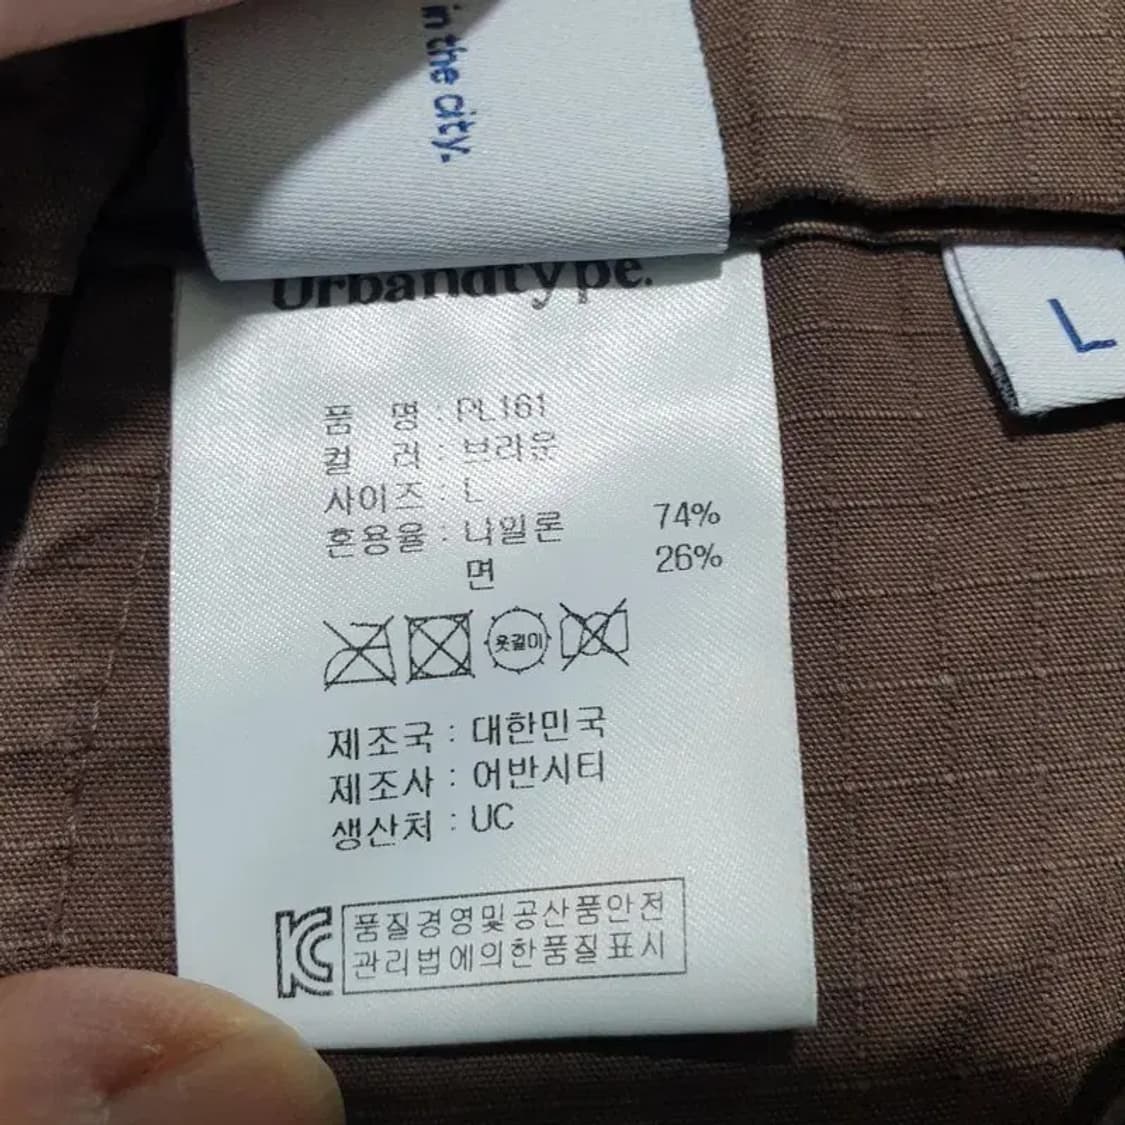 in the city.
Urbandtype.
L
품 명 : PL161
컬 러 : 브라운
사이즈 : L
혼용율 : 나일론 74%
면 26%
옷걸이
제조국 : 대한민국
제조사 : 어반시티
생산처 : UC
품질경영및공산품안전
관리법에의한품질표시